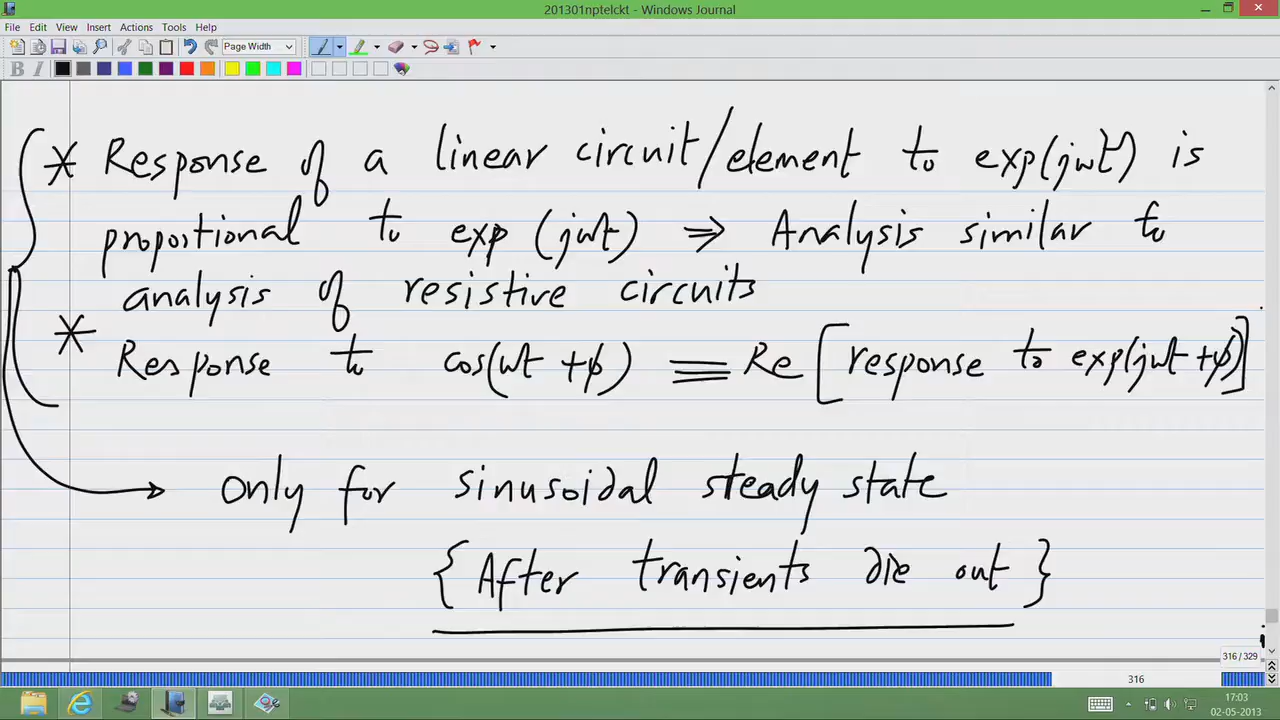 201301nptelckt - Windows Journal
File Edit View Insert Actions Tools Help
Page Width
B I
* Response of a linear circuit/element to exp(jωt) is
proportional to exp (jωt) ⇒ Analysis similar to
analysis of resistive circuits
* Response to cos(ωt +φ) ≡ Re [response to exp(jωt +φ)]
Only for sinusoidal steady state
{After transients die out}
316 / 329
316
17:03
02-05-2013